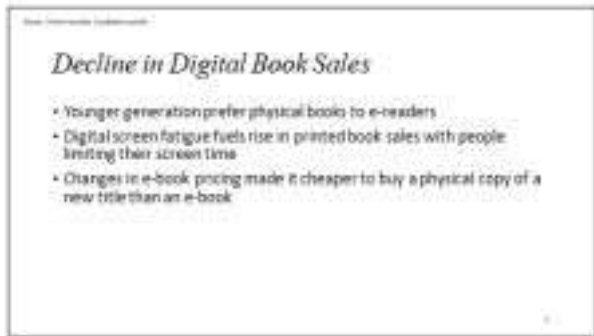 Decline in Digital Book Sales
• Younger generation prefer physical books to e-readers
• Digital screen fatigue fuels rise in printed book sales with people
limiting their screen time
• Changes in e-book pricing made it cheaper to buy a physical copy of a
new title than an e-book